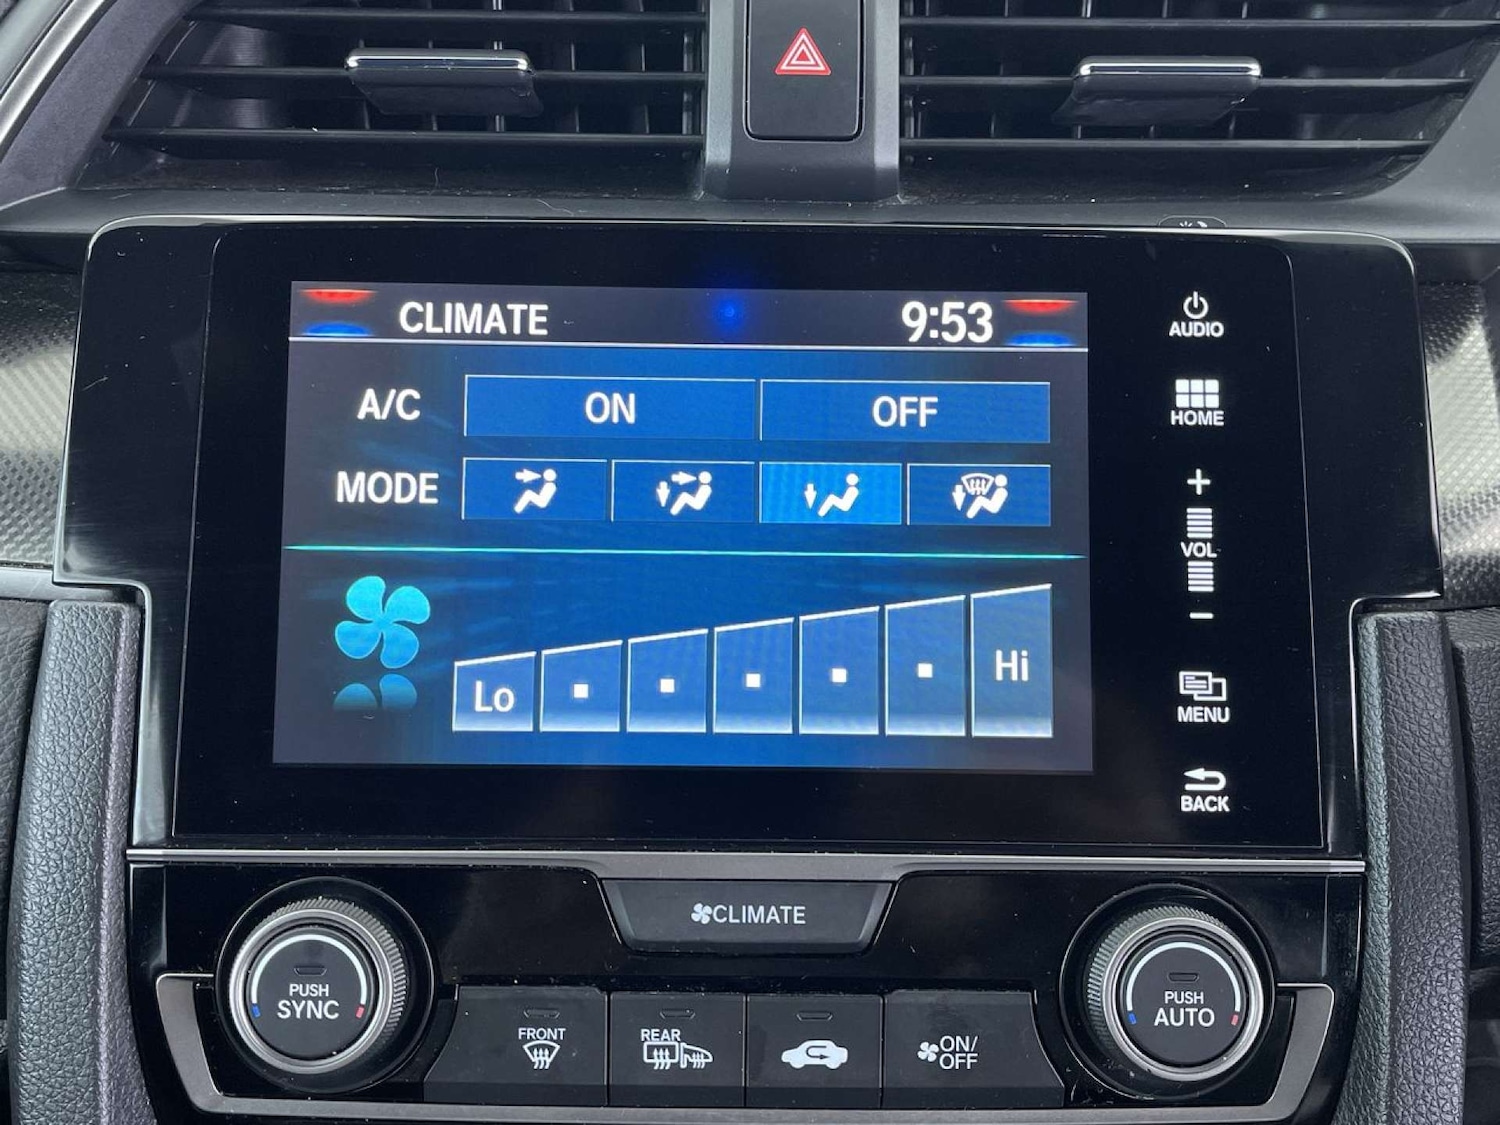 CLIMATE 9:53
A/C ON OFF
MODE
Lo Hi
AUDIO
HOME
+
VOL
-
MENU
BACK
CLIMATE
PUSH
SYNC
FRONT
REAR
ON/
OFF
PUSH
AUTO